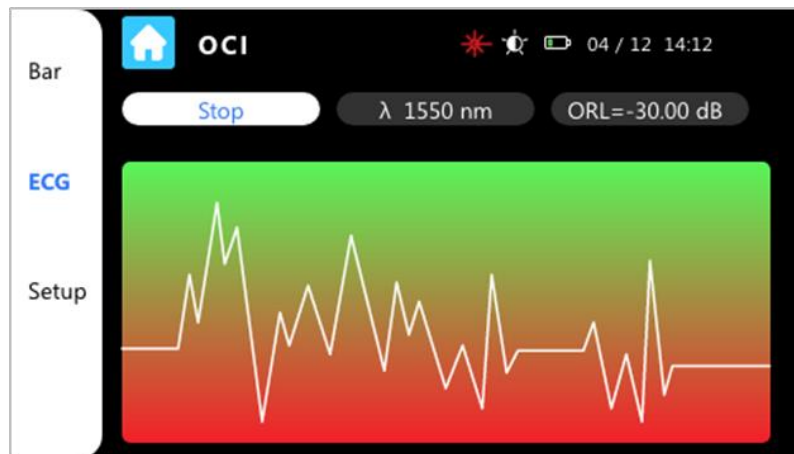 OCI 04 / 12 14:12
Bar
Stop λ 1550 nm ORL=-30.00 dB
ECG
Setup